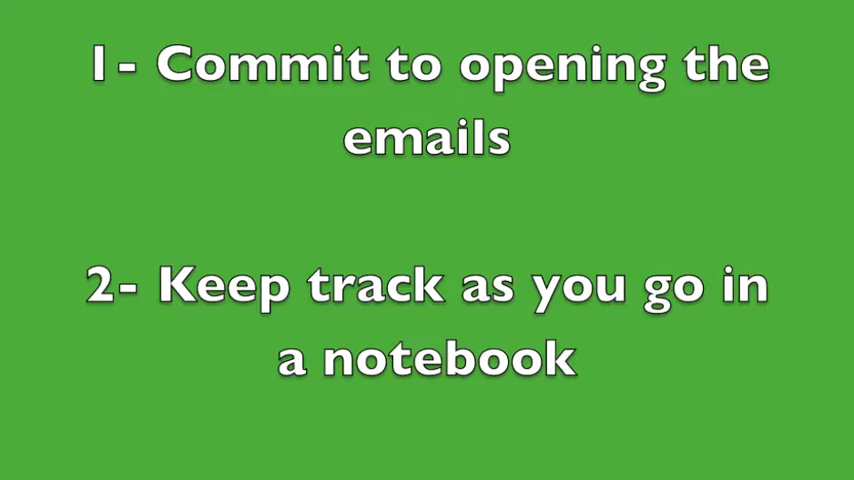 1- Commit to opening the
emails
2- Keep track as you go in
a notebook